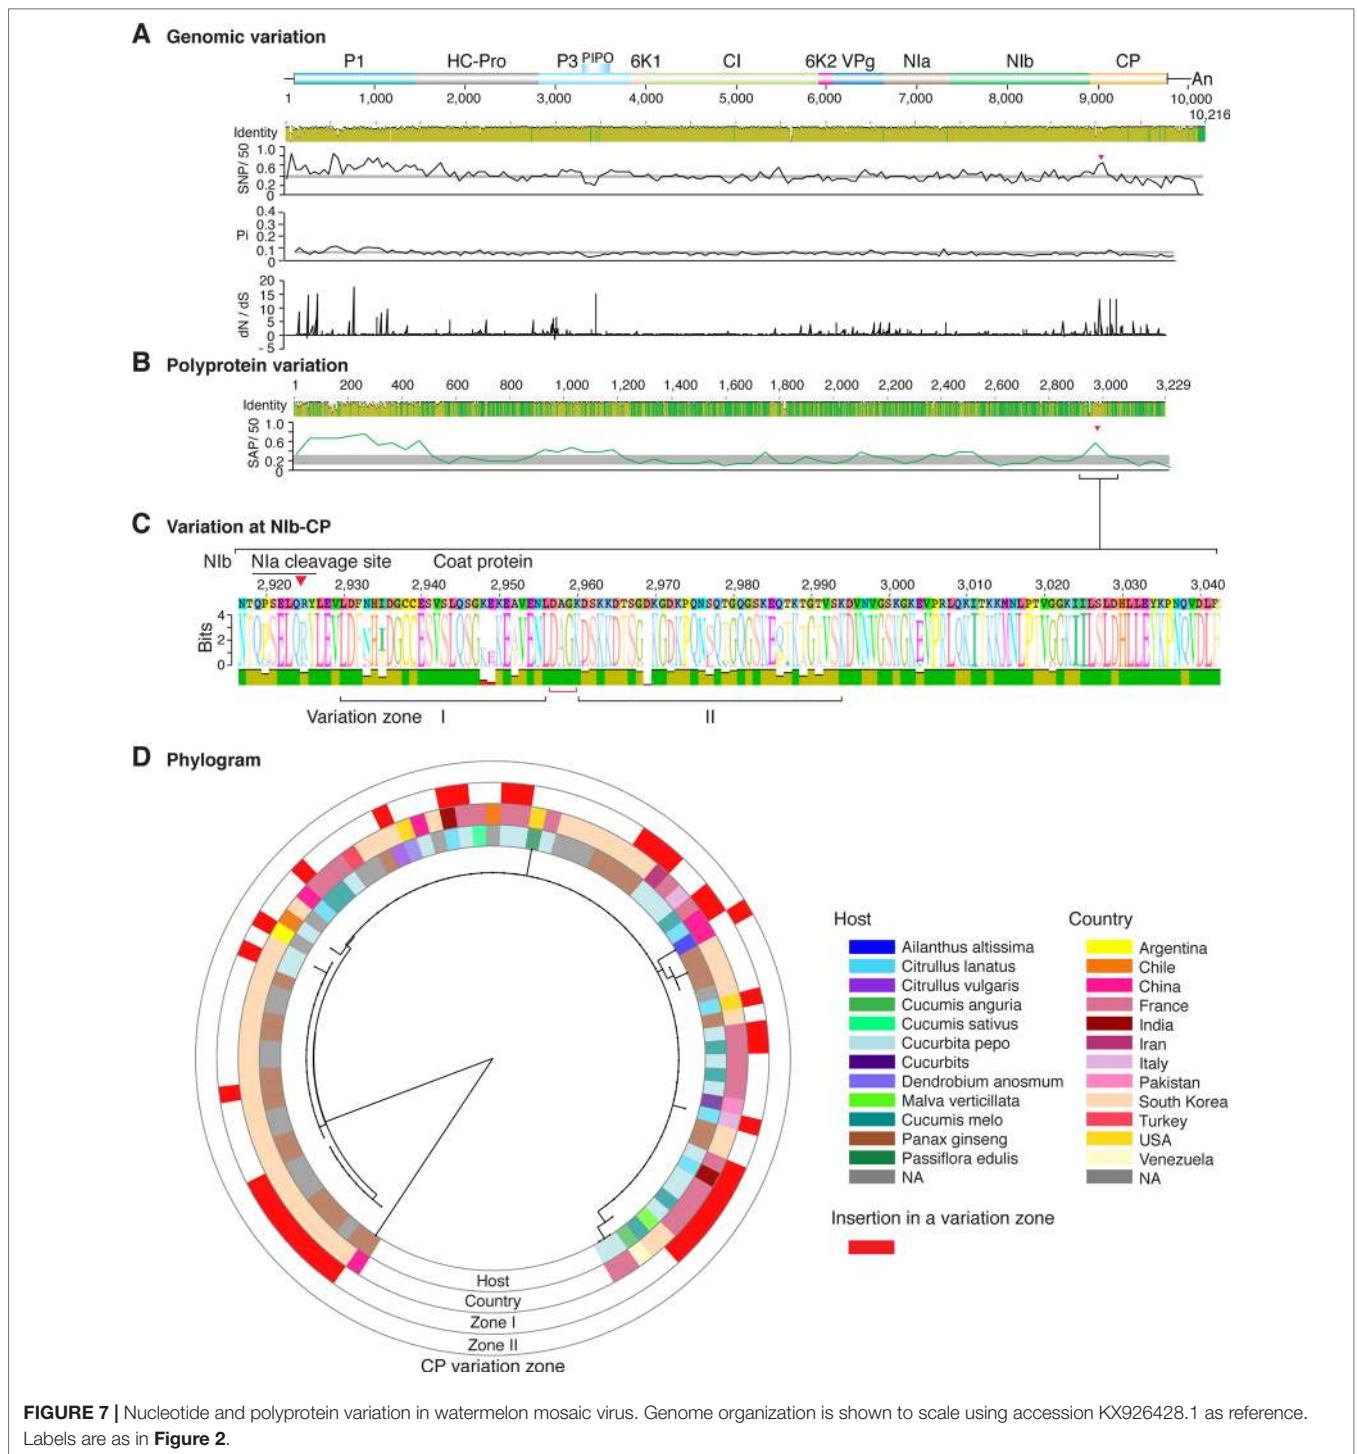 A Genomic variation
P1 HC-Pro P3 PIPO 6K1 CI 6K2 VPg NIa NIb CP
An
1 1,000 2,000 3,000 4,000 5,000 6,000 7,000 8,000 9,000 10,000
10,216
Identity
SNP/ 50
1.0
0.6
0.2
0
Pi
0.4
0.3
0.2
0.1
0
dN / dS
20
15
10
5
0
- 5
B Polyprotein variation
1 200 400 600 800 1,000 1,200 1,400 1,600 1,800 2,000 2,200 2,400 2,600 2,800 3,000 3,229
Identity
SAP/ 50
1.0
0.6
0.2
0
C Variation at NIb-CP
NIb NIa cleavage site Coat protein
2,920 2,930 2,940 2,950 2,960 2,970 2,980 2,990 3,000 3,010 3,020 3,030 3,040
NTQPSELQRYLEVLDFNHIDGCCESVSLQSGKEKEAVENLDAGKDSKKDTSGDKGDKPQNSQTGQGSKEQTKTGTVSKDVNVGSKGKEVPRLQKITKKMNLPTVGGKIILSLDHLLEYKPNQVDLF
Bits
4
2
0
Variation zone I II
D Phylogram
Host
Country
Zone I
Zone II
CP variation zone
Host
Ailanthus altissima
Citrullus lanatus
Citrullus vulgaris
Cucumis anguria
Cucumis sativus
Cucurbita pepo
Cucurbits
Dendrobium anosmum
Malva verticillata
Cucumis melo
Panax ginseng
Passiflora edulis
NA
Country
Argentina
Chile
China
France
India
Iran
Italy
Pakistan
South Korea
Turkey
USA
Venezuela
NA
Insertion in a variation zone
FIGURE 7 | Nucleotide and polyprotein variation in watermelon mosaic virus. Genome organization is shown to scale using accession KX926428.1 as reference.
Labels are as in Figure 2.